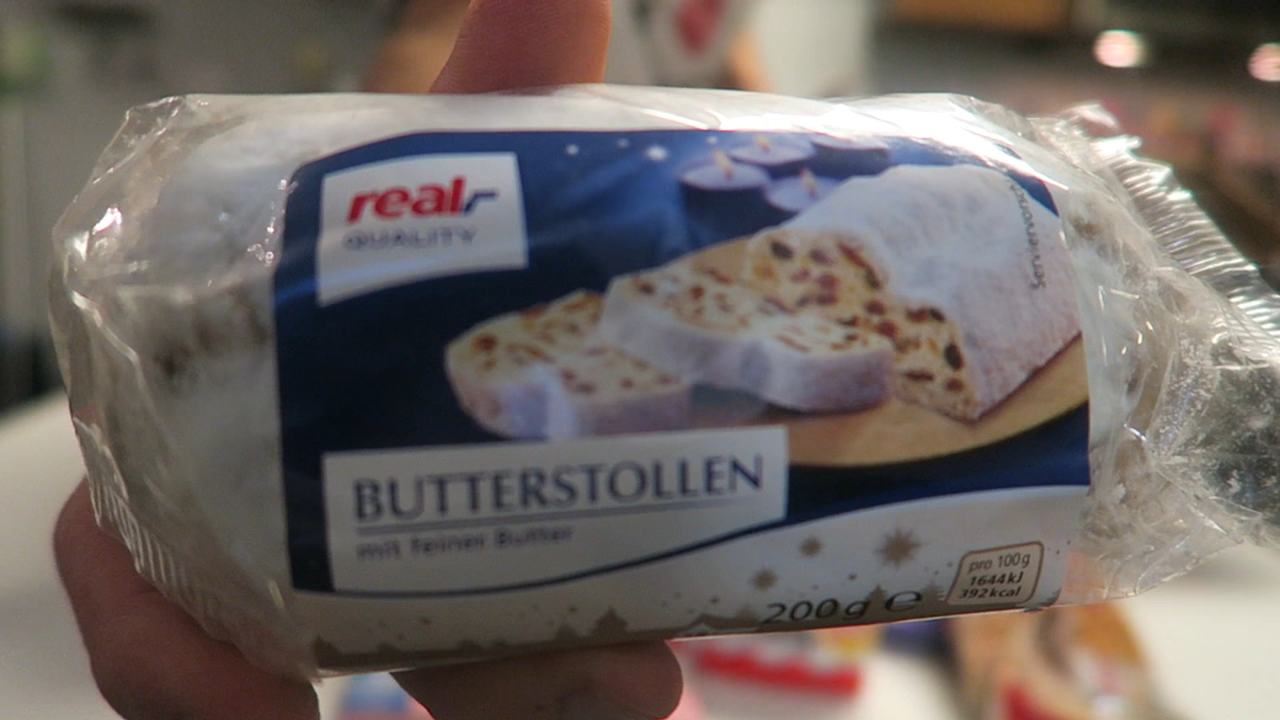 real,-
QUALITY
BUTTERSTOLLEN
mit feiner Butter
200g e
pro 100g
1644kJ
392kcal